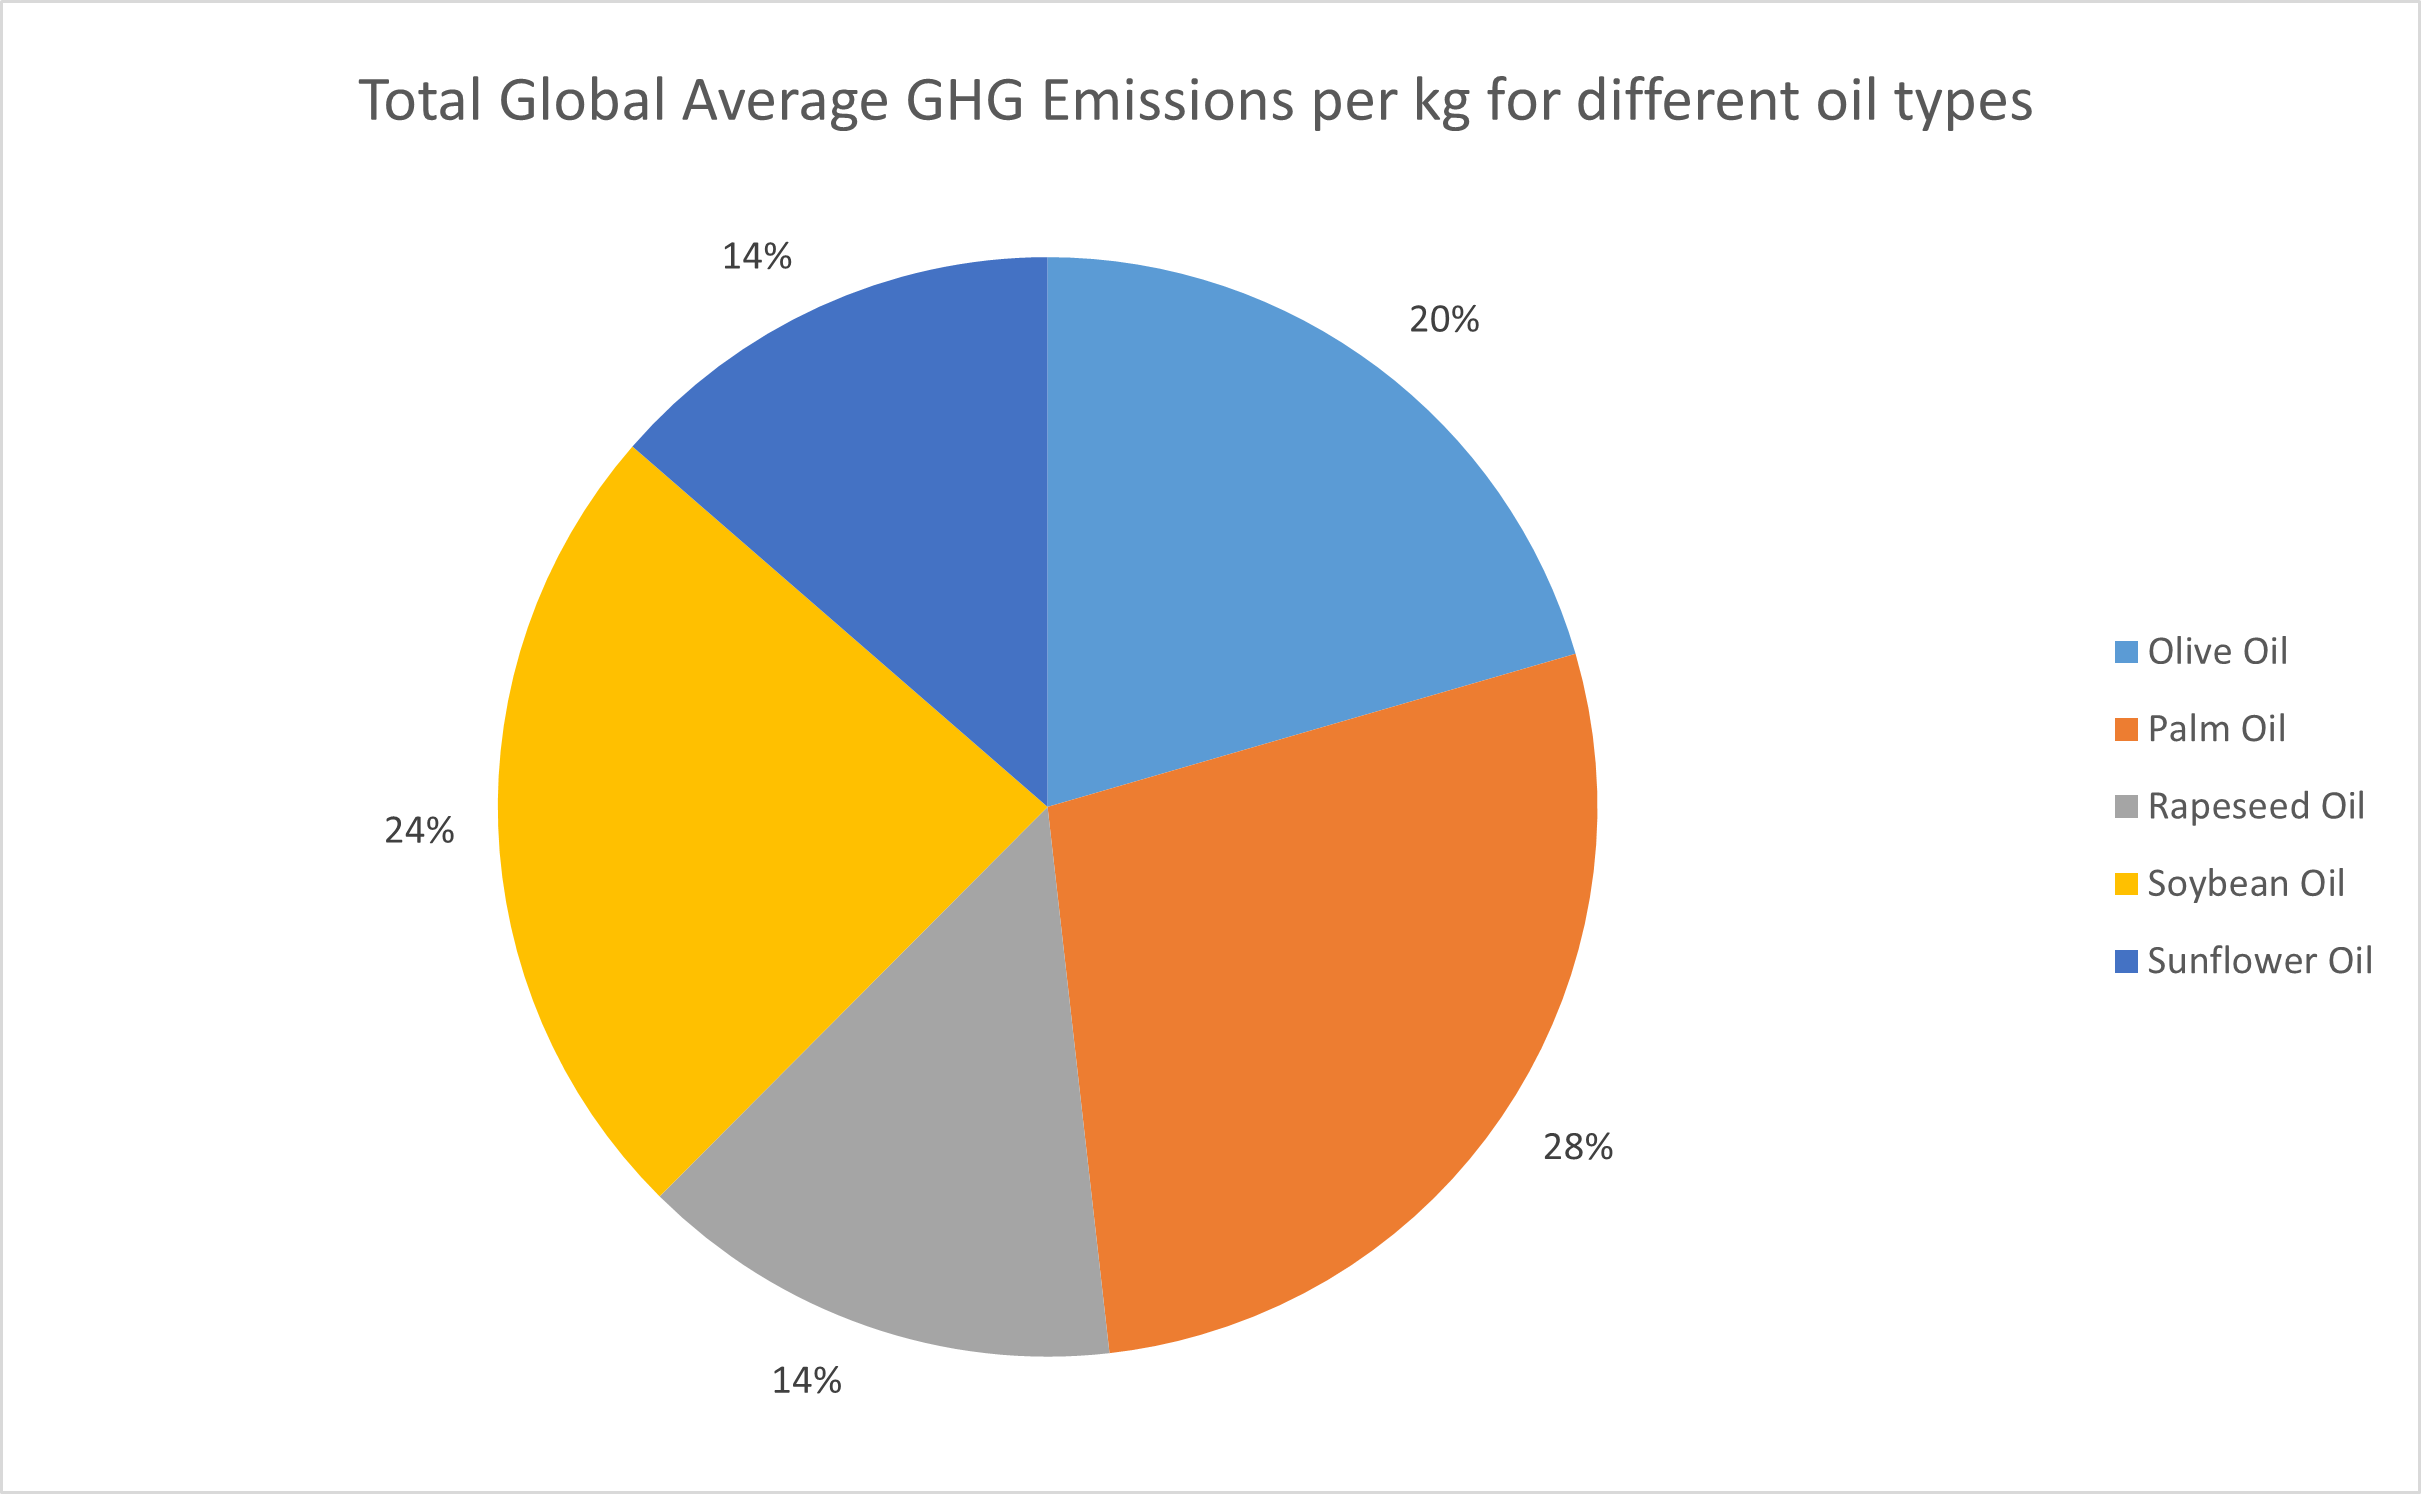 Total Global Average GHG Emissions per kg for different oil types
14%
20%
24%
28%
14%
Olive Oil
Palm Oil
Rapeseed Oil
Soybean Oil
Sunflower Oil